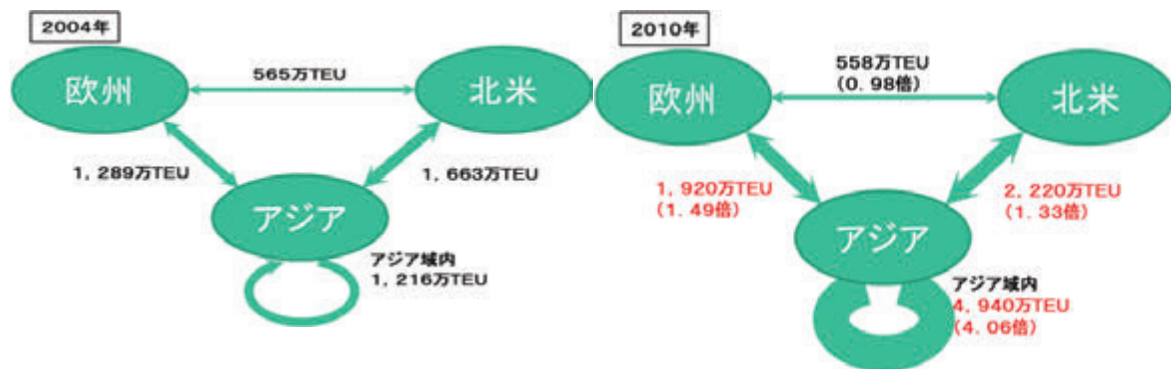 2004年
欧州
565万TEU
北米
1, 289万TEU
1, 663万TEU
アジア
アジア域内
1, 216万TEU
2010年
欧州
558万TEU
(0. 98倍)
北米
1, 920万TEU
(1. 49倍)
2, 220万TEU
(1. 33倍)
アジア
アジア域内
4, 940万TEU
(4. 06倍)